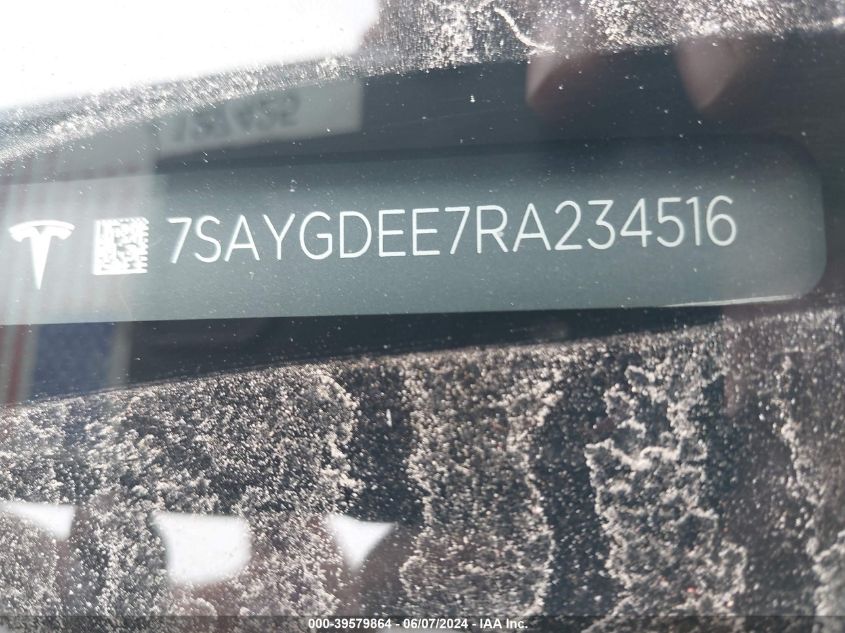 7SAYGDEE7RA234516
000-39579864 - 06/07/2024 - IAA Inc.